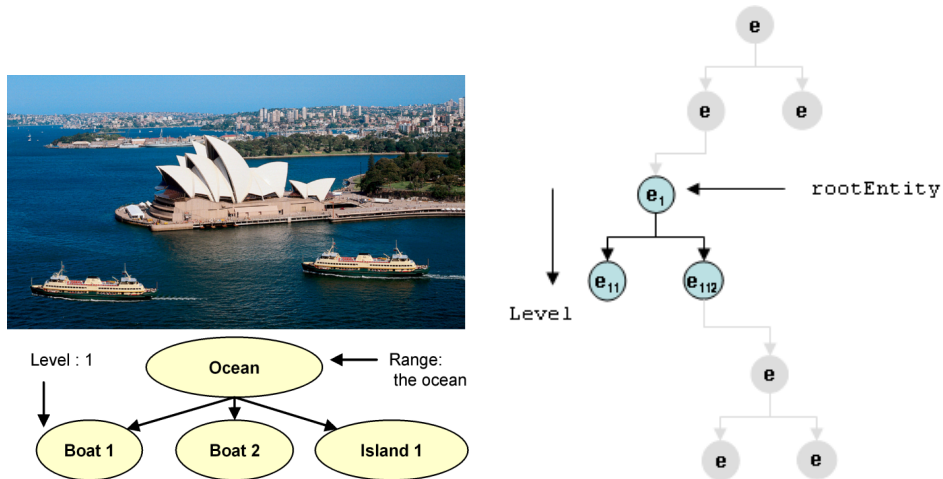 Level : 1
Ocean
Range:
the ocean
Boat 1
Boat 2
Island 1
e
e
e
e1
rootEntity
e11
e112
Level
e
e
e